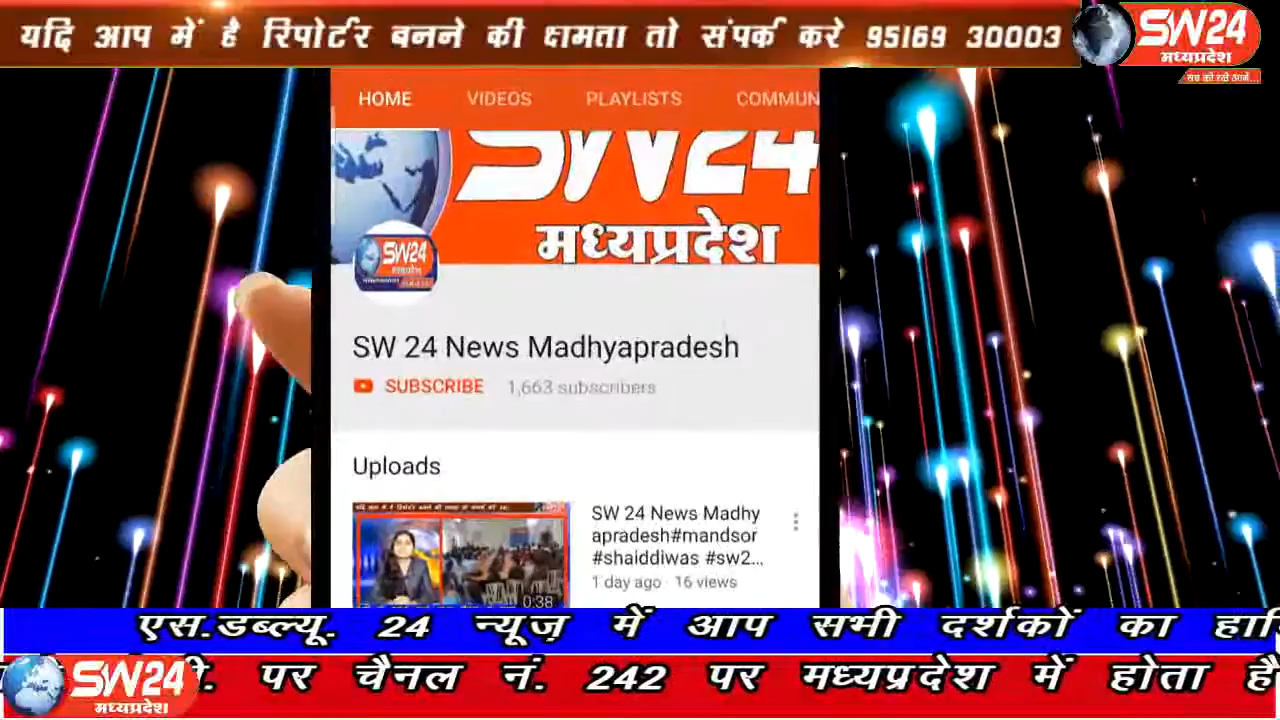 यदि आप में है रिपोर्टर बनने की क्षमता तो संपर्क करे 95169 30003
SW24
मध्यप्रदेश
HOME VIDEOS PLAYLISTS COMMUN
SW24
मध्यप्रदेश
SW24
SW 24 News Madhyapradesh
SUBSCRIBE 1,663 subscribers
Uploads
SW 24 News Madhy
apradesh#mandsor
#shaiddiwas #sw2...
1 day ago · 16 views
0:38
एस.डब्ल्यू. 24 न्यूज़ में आप सभी दर्शकों का
पर चैनल नं. 242 पर मध्यप्रदेश में होता है
SW24
मध्यप्रदेश